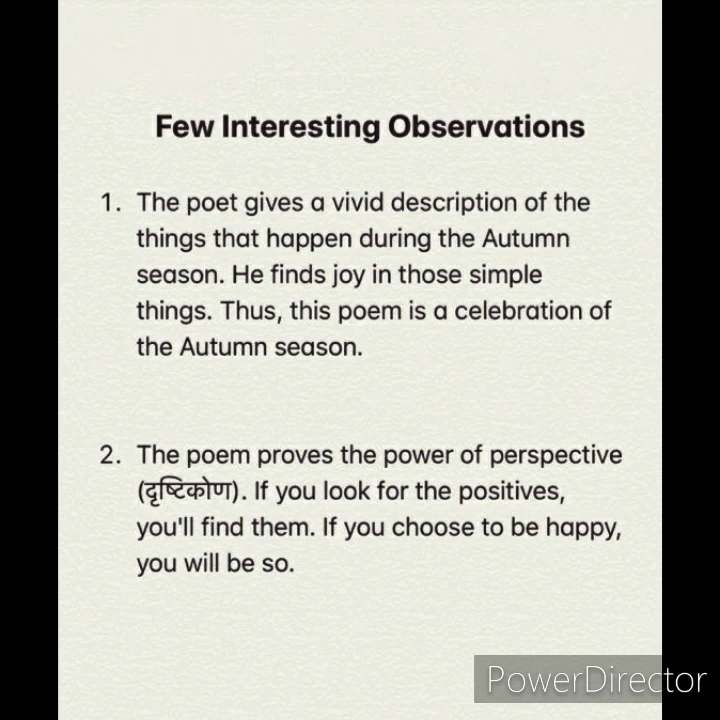 Few Interesting Observations
1. The poet gives a vivid description of the
things that happen during the Autumn
season. He finds joy in those simple
things. Thus, this poem is a celebration of
the Autumn season.
2. The poem proves the power of perspective
(दृष्टिकोण). If you look for the positives,
you'll find them. If you choose to be happy,
you will be so.
PowerDirector